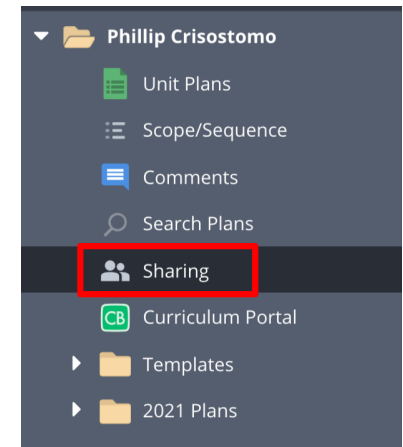 Phillip Crisostomo
Unit Plans
Scope/Sequence
Comments
Search Plans
Sharing
CB Curriculum Portal
Templates
2021 Plans